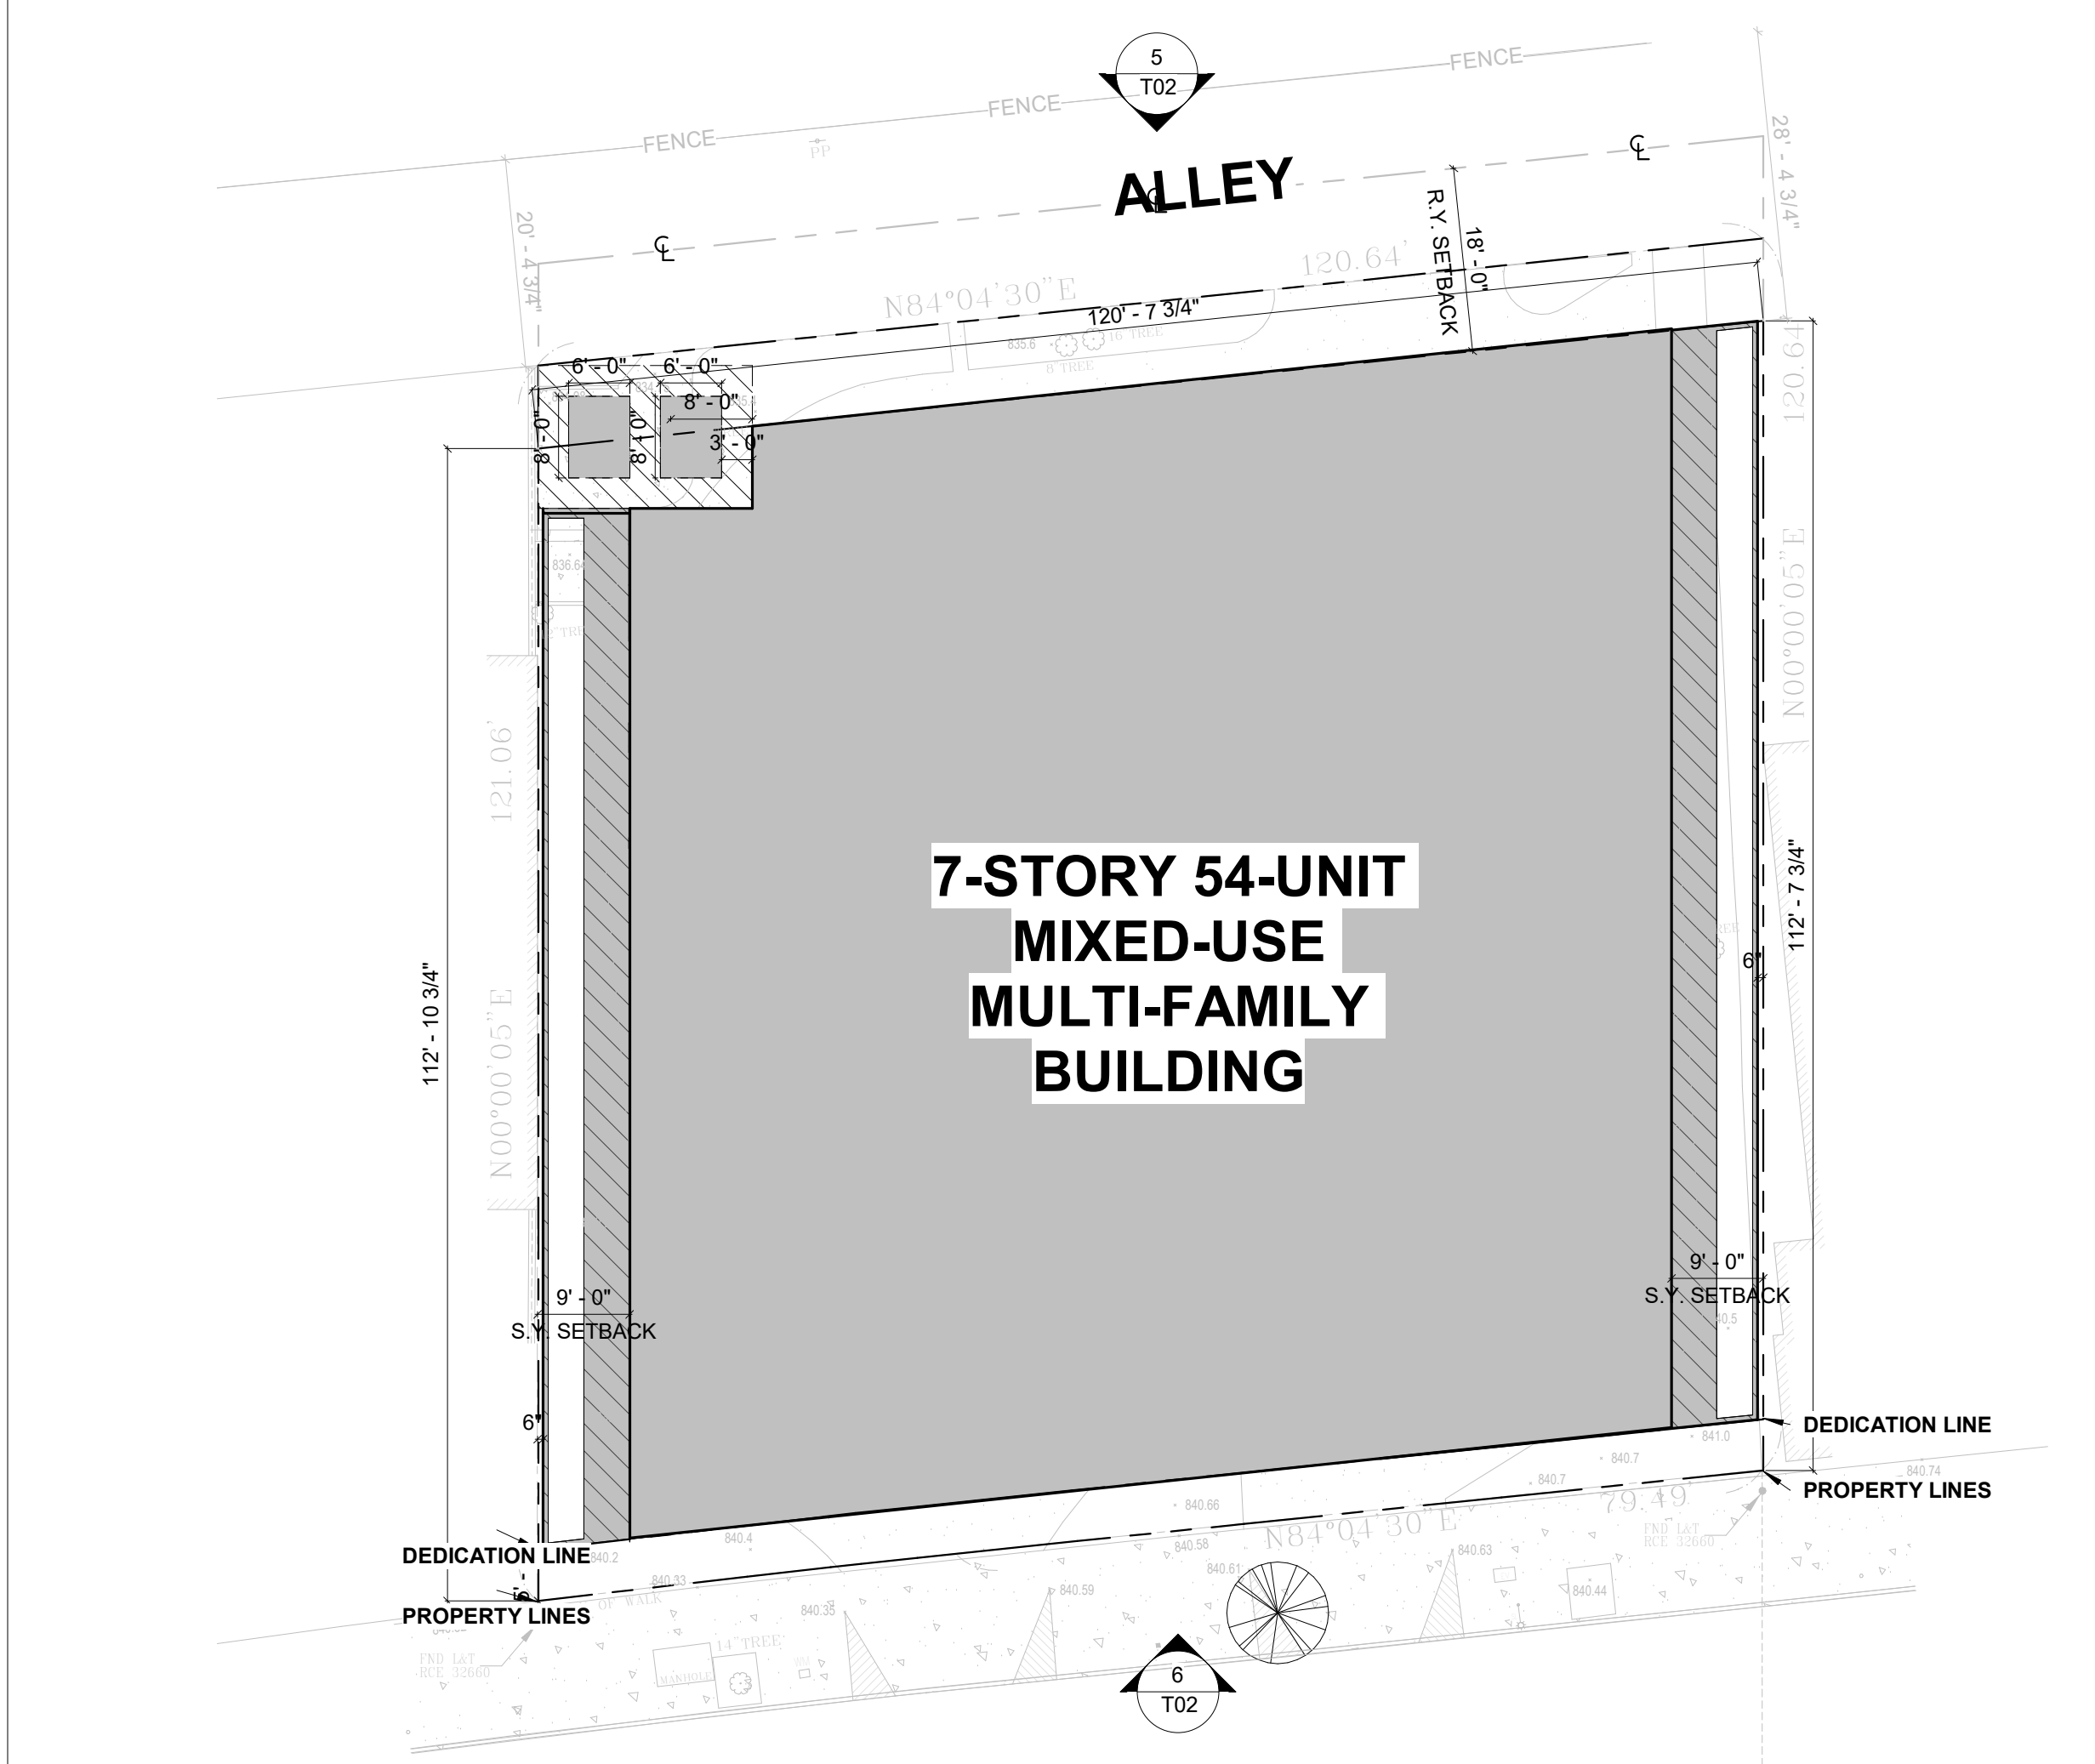 5
T02
FENCE
FENCE
FENCE
PP
ALLEY
20' - 4 3/4"
28' - 4 3/4"
18' - 0"
R.Y. SETBACK
N84°04'30"E
120.64'
120' - 7 3/4"
835.6
16 TREE
8 TREE
6' - 0"
6' - 0"
8' - 0"
8' - 0"
8' - 0"
3' - 0"
120.64
N00°00'05"E
836.64
121.06'
N00°00'05"E
112' - 10 3/4"
112' - 7 3/4"
7-STORY 54-UNIT
MIXED-USE
MULTI-FAMILY
BUILDING
6"
9' - 0"
S.Y. SETBACK
9' - 0"
S.Y. SETBACK
40.5
6"
DEDICATION LINE
PROPERTY LINES
DEDICATION LINE
PROPERTY LINES
841.0
840.7
840.7
840.74
840.66
840.4
840.2
840.33
840.58
N84°04'30"E
79.49'
FND L&T
RCE 32660
840.63
840.61
840.59
840.44
840.35
OF WALK
14"TREE
MANHOLE
FND L&T
RCE 32660
6
T02